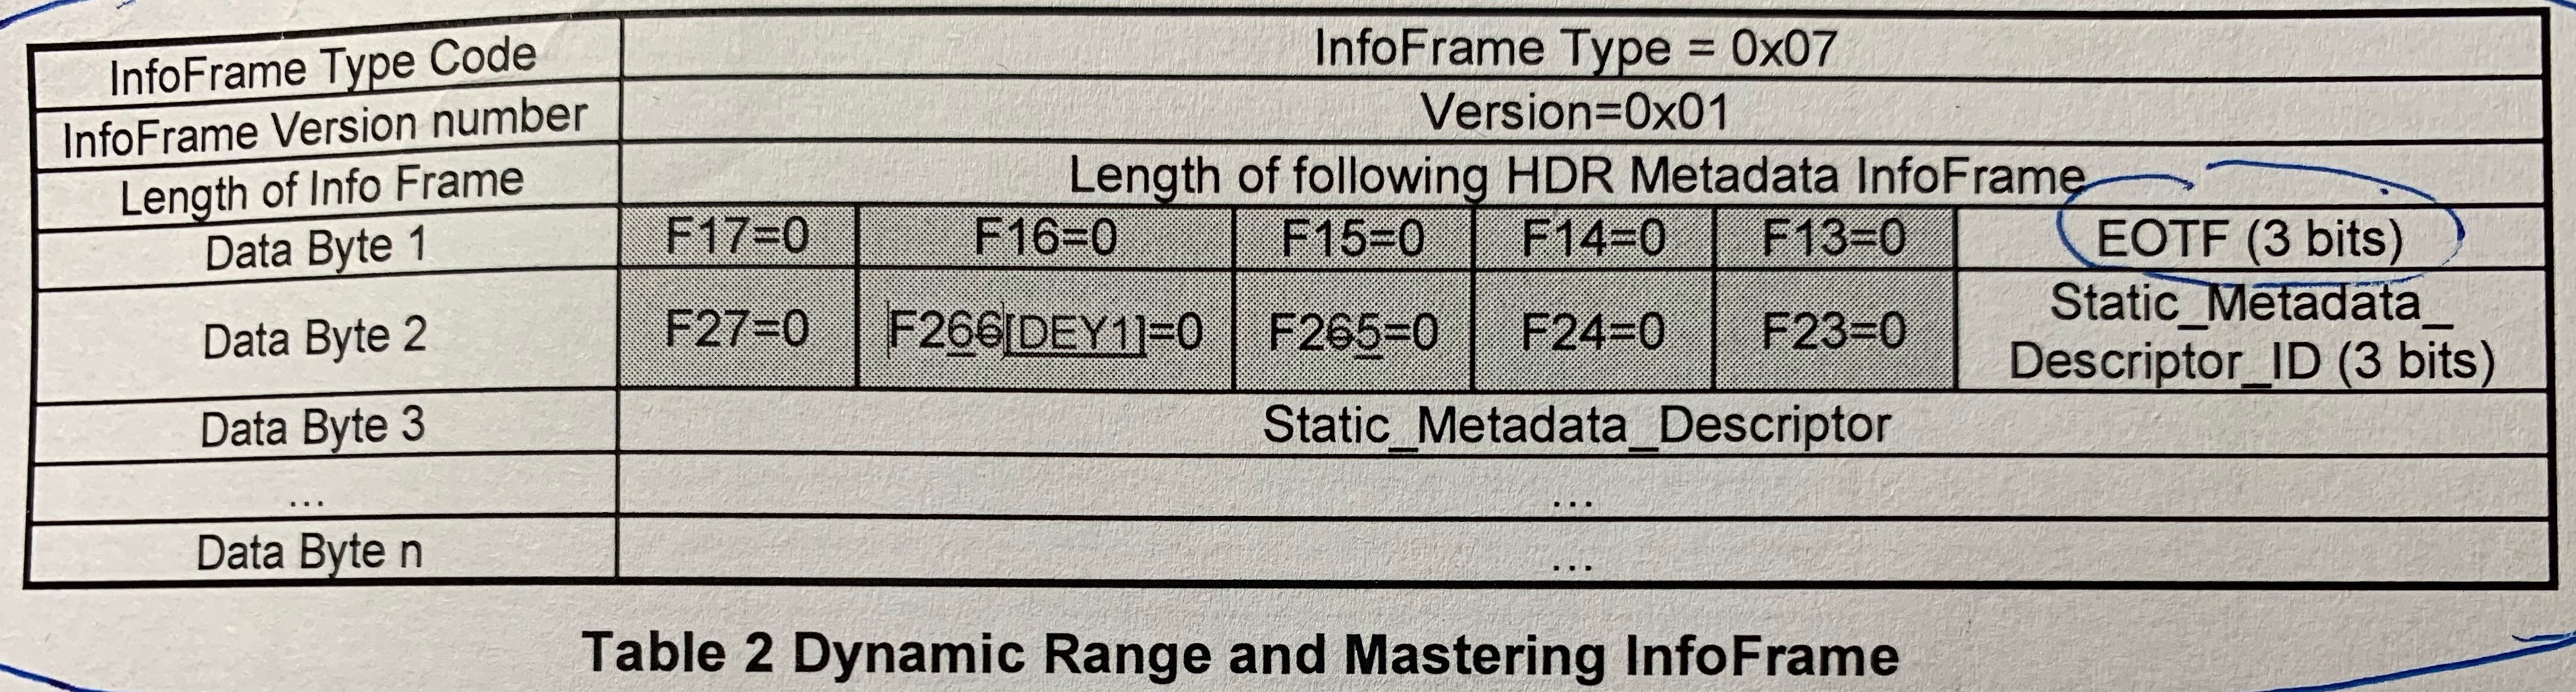 InfoFrame Type Code InfoFrame Type = 0x07
InfoFrame Version number Version=0x01
Length of Info Frame Length of following HDR Metadata InfoFrame
Data Byte 1 F17=0 F16=0 F15=0 F14=0 F13=0 EOTF (3 bits)
Data Byte 2 F27=0 F266[DEY1]=0 F265=0 F24=0 F23=0 Static_Metadata_
Descriptor_ID (3 bits)
Data Byte 3 Static_Metadata_Descriptor
... ...
Data Byte n ...
Table 2 Dynamic Range and Mastering InfoFrame